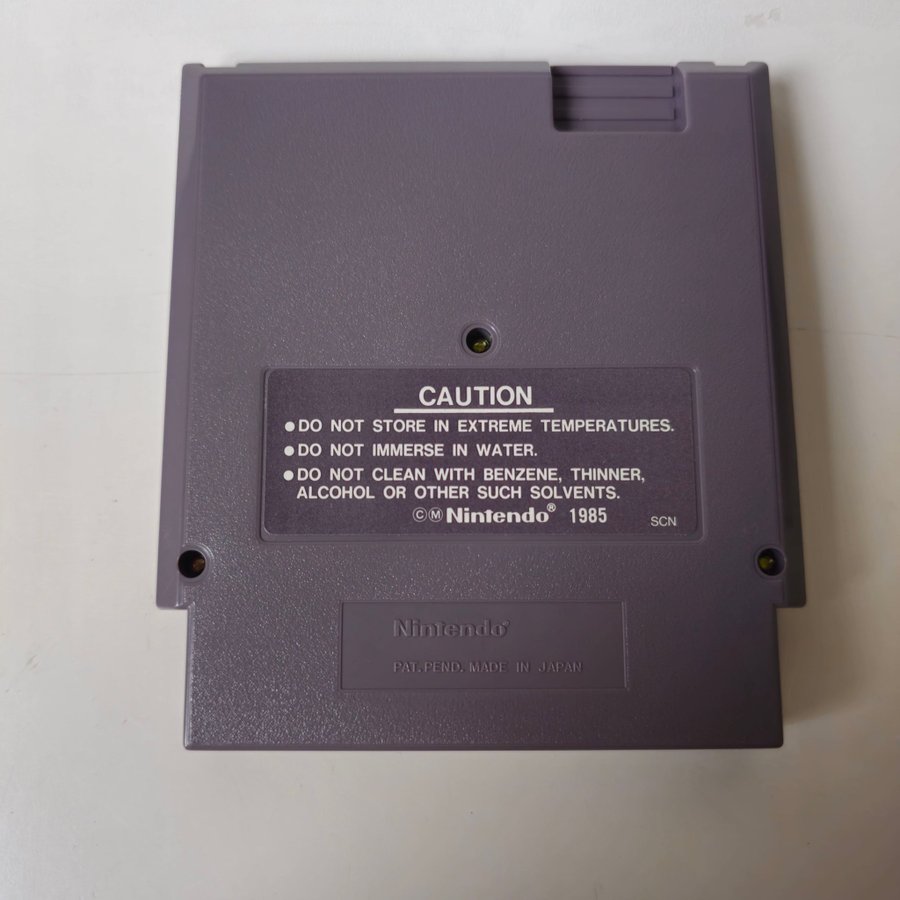 CAUTION
●DO NOT STORE IN EXTREME TEMPERATURES.
●DO NOT IMMERSE IN WATER.
●DO NOT CLEAN WITH BENZENE, THINNER,
ALCOHOL OR OTHER SUCH SOLVENTS.
ⒸⓂ Nintendo® 1985 SCN
Nintendo®
PAT. PEND. MADE IN JAPAN